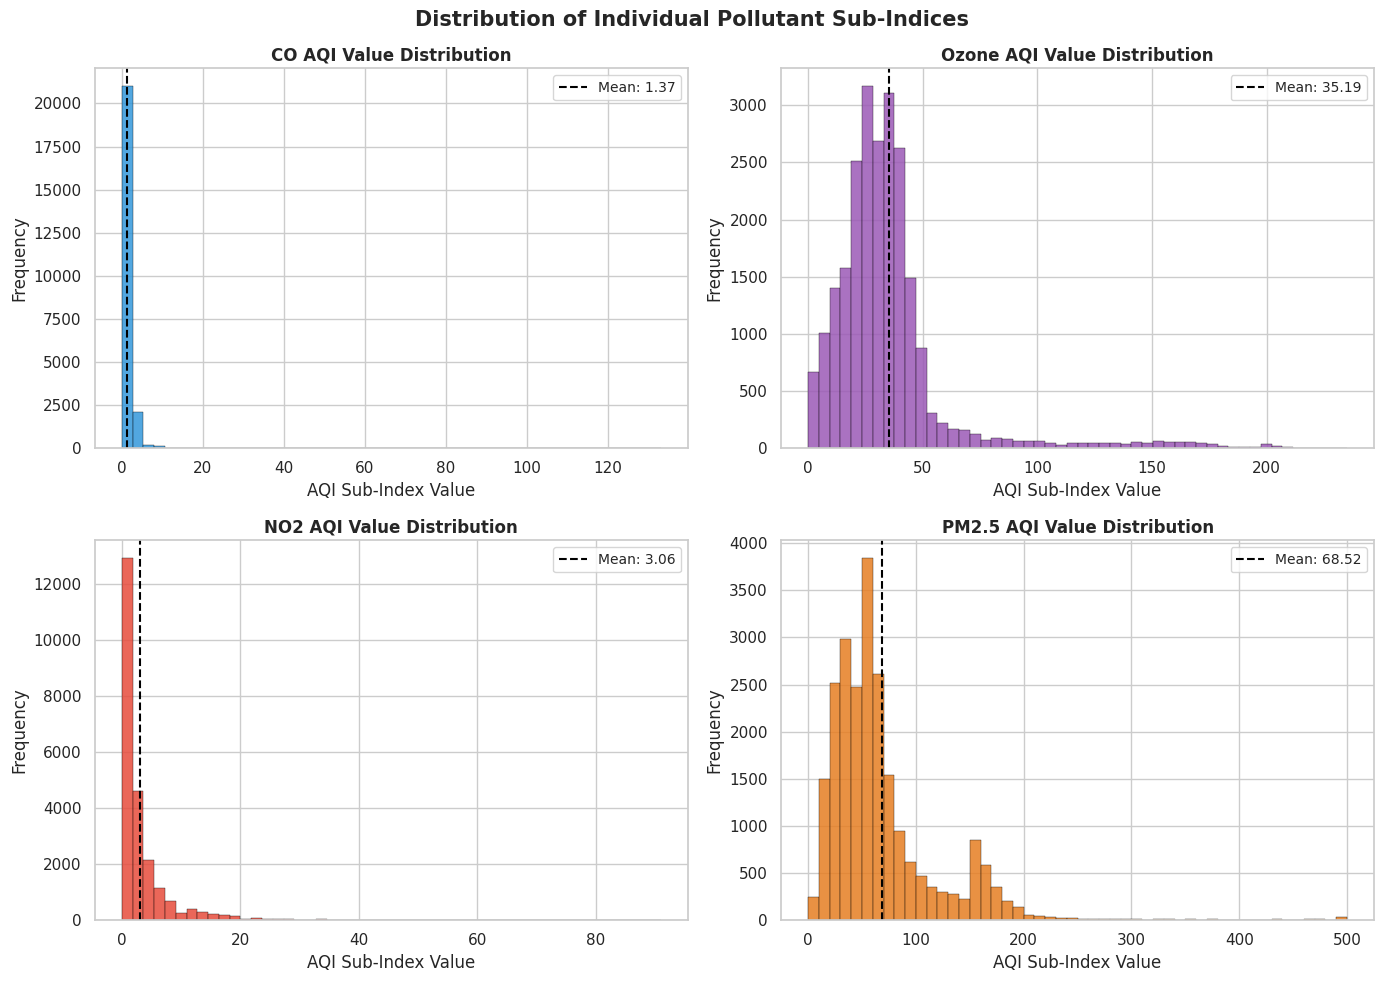 Distribution of Individual Pollutant Sub-Indices
CO AQI Value Distribution
Mean: 1.37
Frequency
20000
17500
15000
12500
10000
7500
5000
2500
0
0 20 40 60 80 100 120
AQI Sub-Index Value
Ozone AQI Value Distribution
Mean: 35.19
Frequency
3000
2500
2000
1500
1000
500
0
0 50 100 150 200
AQI Sub-Index Value
NO2 AQI Value Distribution
Mean: 3.06
Frequency
12000
10000
8000
6000
4000
2000
0
0 20 40 60 80
AQI Sub-Index Value
PM2.5 AQI Value Distribution
Mean: 68.52
Frequency
4000
3500
3000
2500
2000
1500
1000
500
0
0 100 200 300 400 500
AQI Sub-Index Value